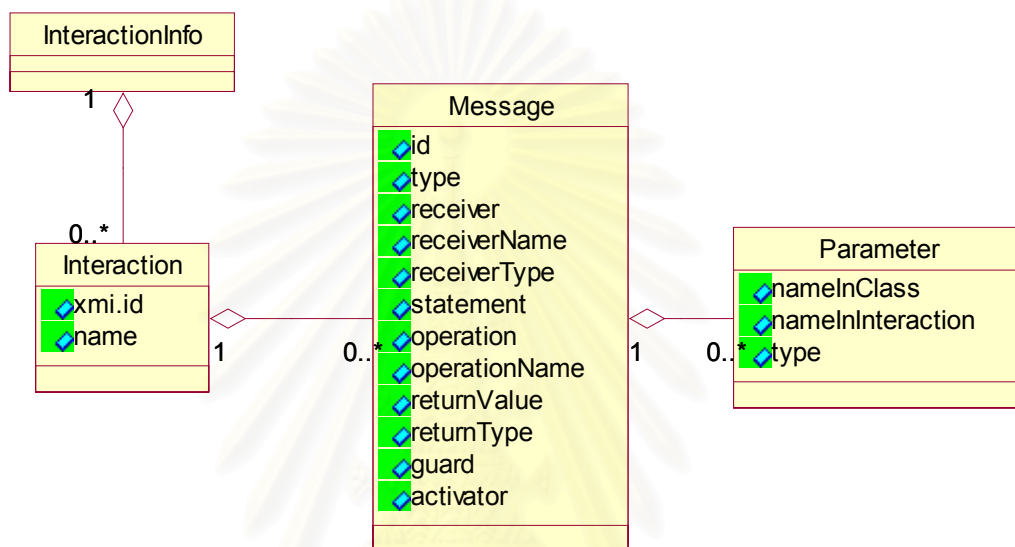 InteractionInfo
1
0..*
Interaction
xmi.id
name
1
0..*
Message
id
type
receiver
receiverName
receiverType
statement
operation
operationName
returnValue
returnType
guard
activator
1
0..*
Parameter
nameInClass
nameInInteraction
type